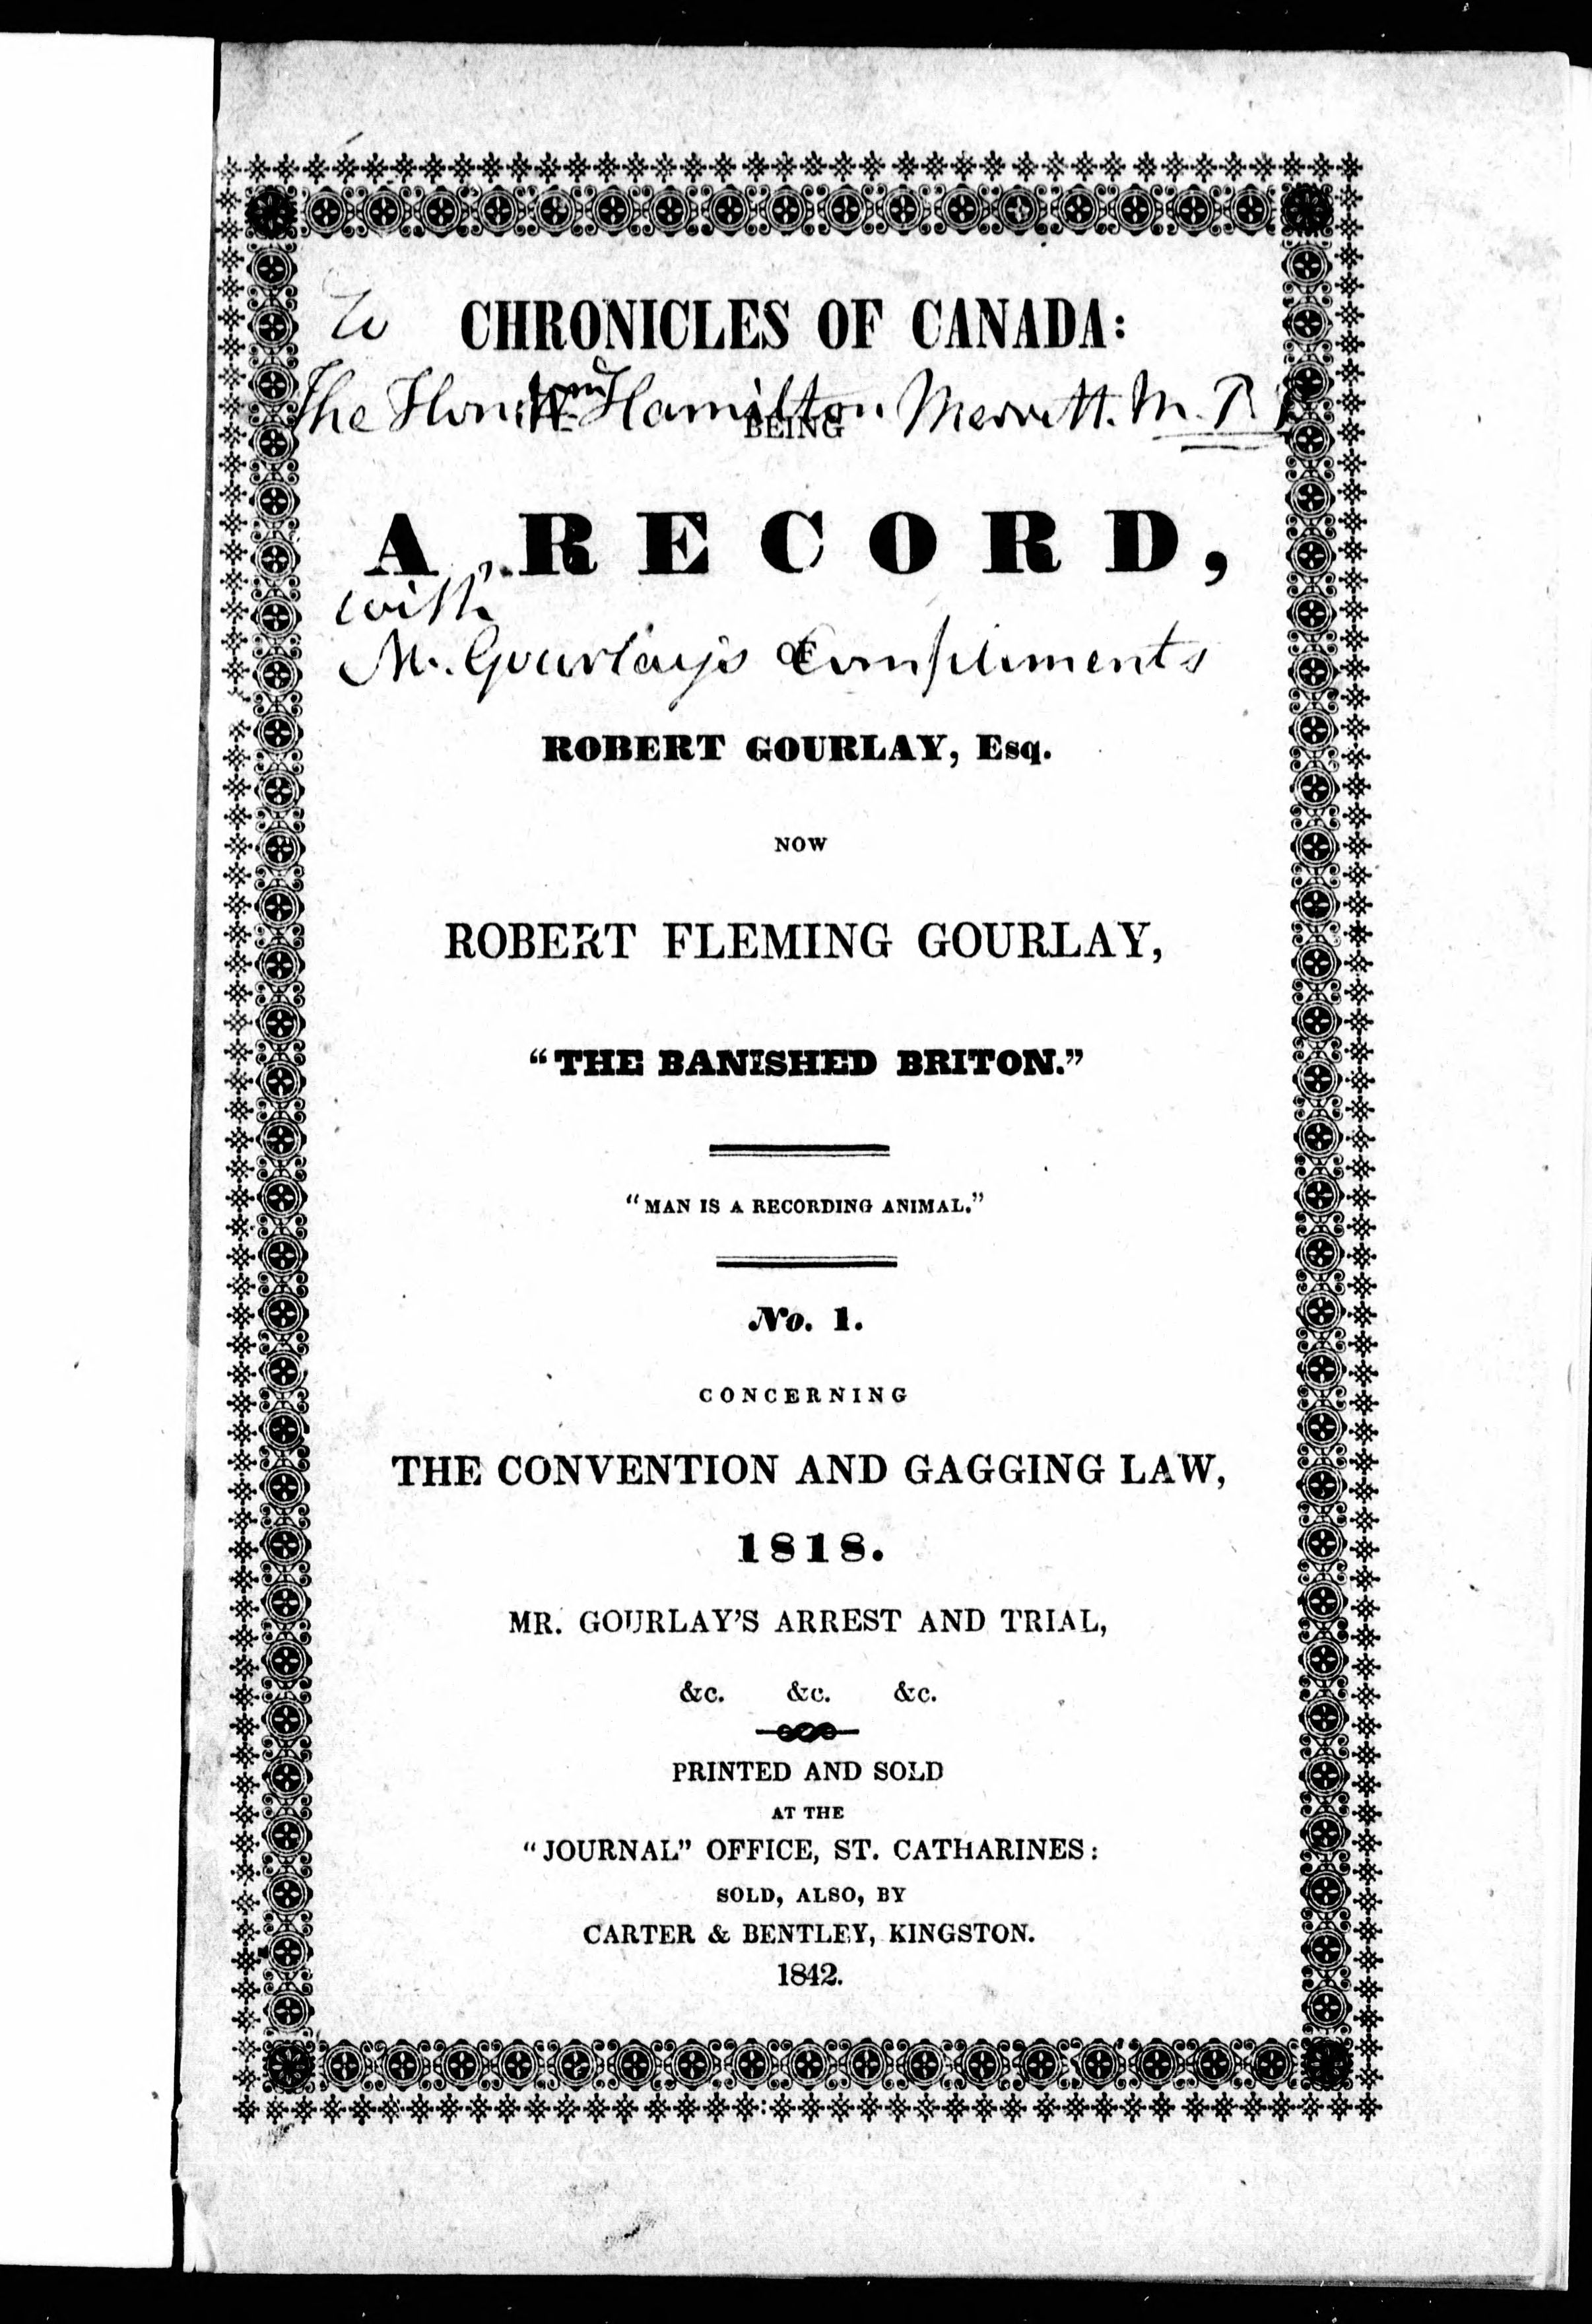 To
CHRONICLES OF CANADA:
The Hon: Wm Hamilton Merritt. M. P. P
BEING
A RECORD,
with
Mr. Gourlay's Compliments
OF
ROBERT GOURLAY, Esq.
NOW
ROBERT FLEMING GOURLAY,
"THE BANISHED BRITON."
"MAN IS A RECORDING ANIMAL."
No. 1.
CONCERNING
THE CONVENTION AND GAGGING LAW,
1818.
MR. GOURLAY'S ARREST AND TRIAL,
&c. &c. &c.
PRINTED AND SOLD
AT THE
"JOURNAL" OFFICE, ST. CATHARINES:
SOLD, ALSO, BY
CARTER & BENTLEY, KINGSTON.
1842.